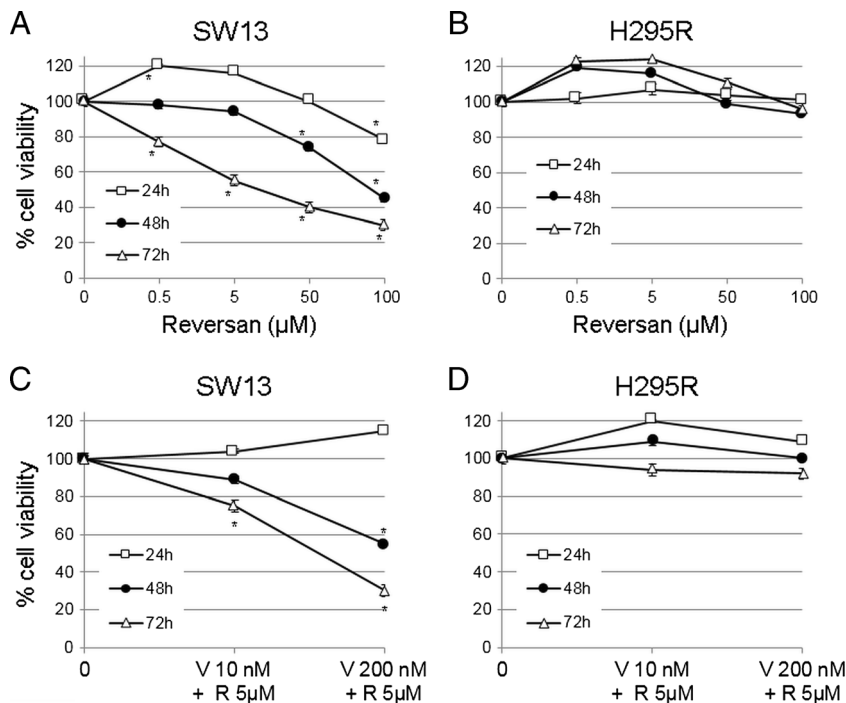 A
SW13
% cell viability
120
100
80
60
40
20
0
*
*
*
*
*
*
*
*
24h
48h
72h
0
0.5
5
50
100
Reversan (µM)
B
H295R
120
100
80
60
40
20
0
24h
48h
72h
0
0.5
5
50
100
Reversan (µM)
C
SW13
% cell viability
120
100
80
60
40
20
0
*
*
*
24h
48h
72h
0
V 10 nM
+ R 5µM
V 200 nM
+ R 5µM
D
H295R
120
100
80
60
40
20
0
24h
48h
72h
0
V 10 nM
+ R 5µM
V 200 nM
+ R 5µM